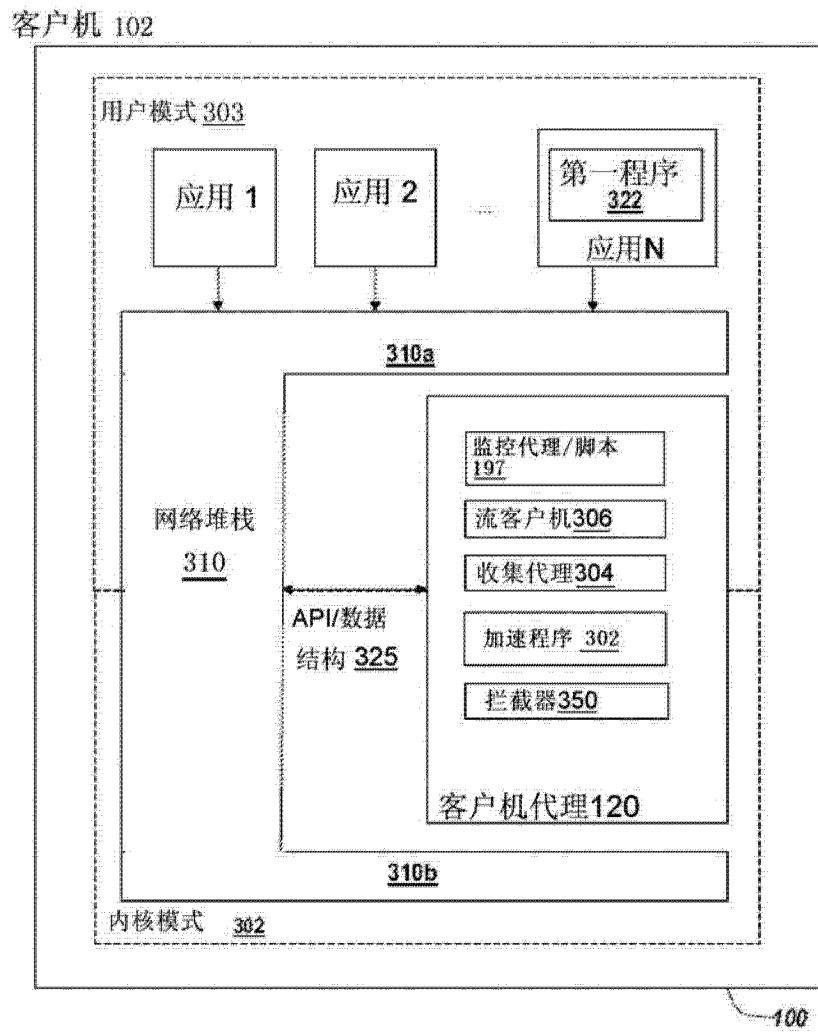 客户机 102
用户模式 303
应用 1
应用 2
...
第一程序
322
应用N
310a
监控代理/脚本
197
流客户机306
收集代理304
加速程序 302
拦截器350
网络堆栈
310
API/数据
结构 325
客户机代理120
310b
内核模式 302
100